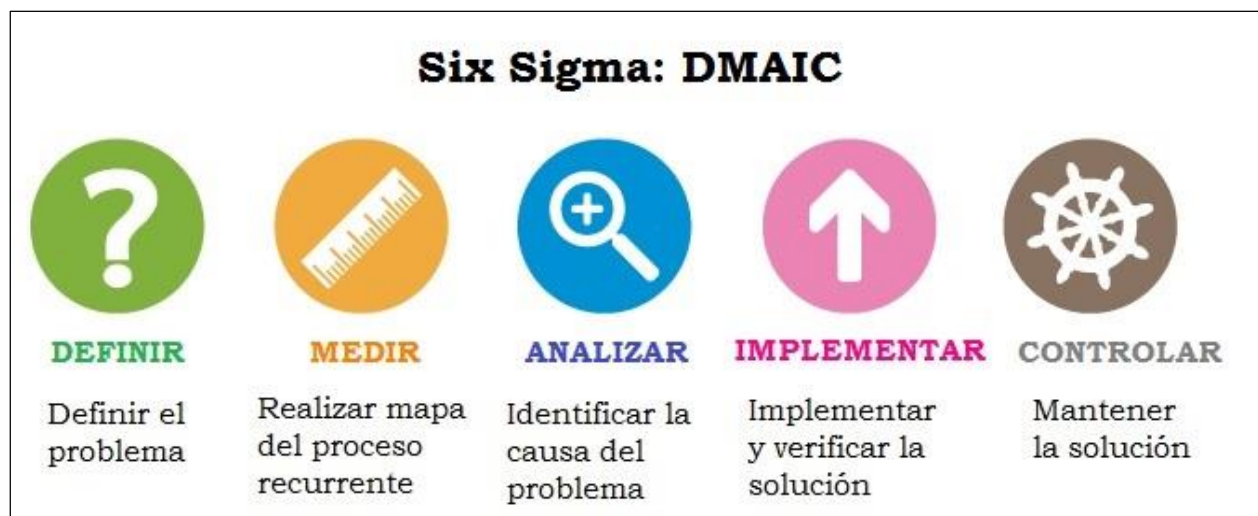 Six Sigma: DMAIC
DEFINIR
Definir el
problema
MEDIR
Realizar mapa
del proceso
recurrente
ANALIZAR
Identificar la
causa del
problema
IMPLEMENTAR
Implementar
y verificar la
solución
CONTROLAR
Mantener
la solución